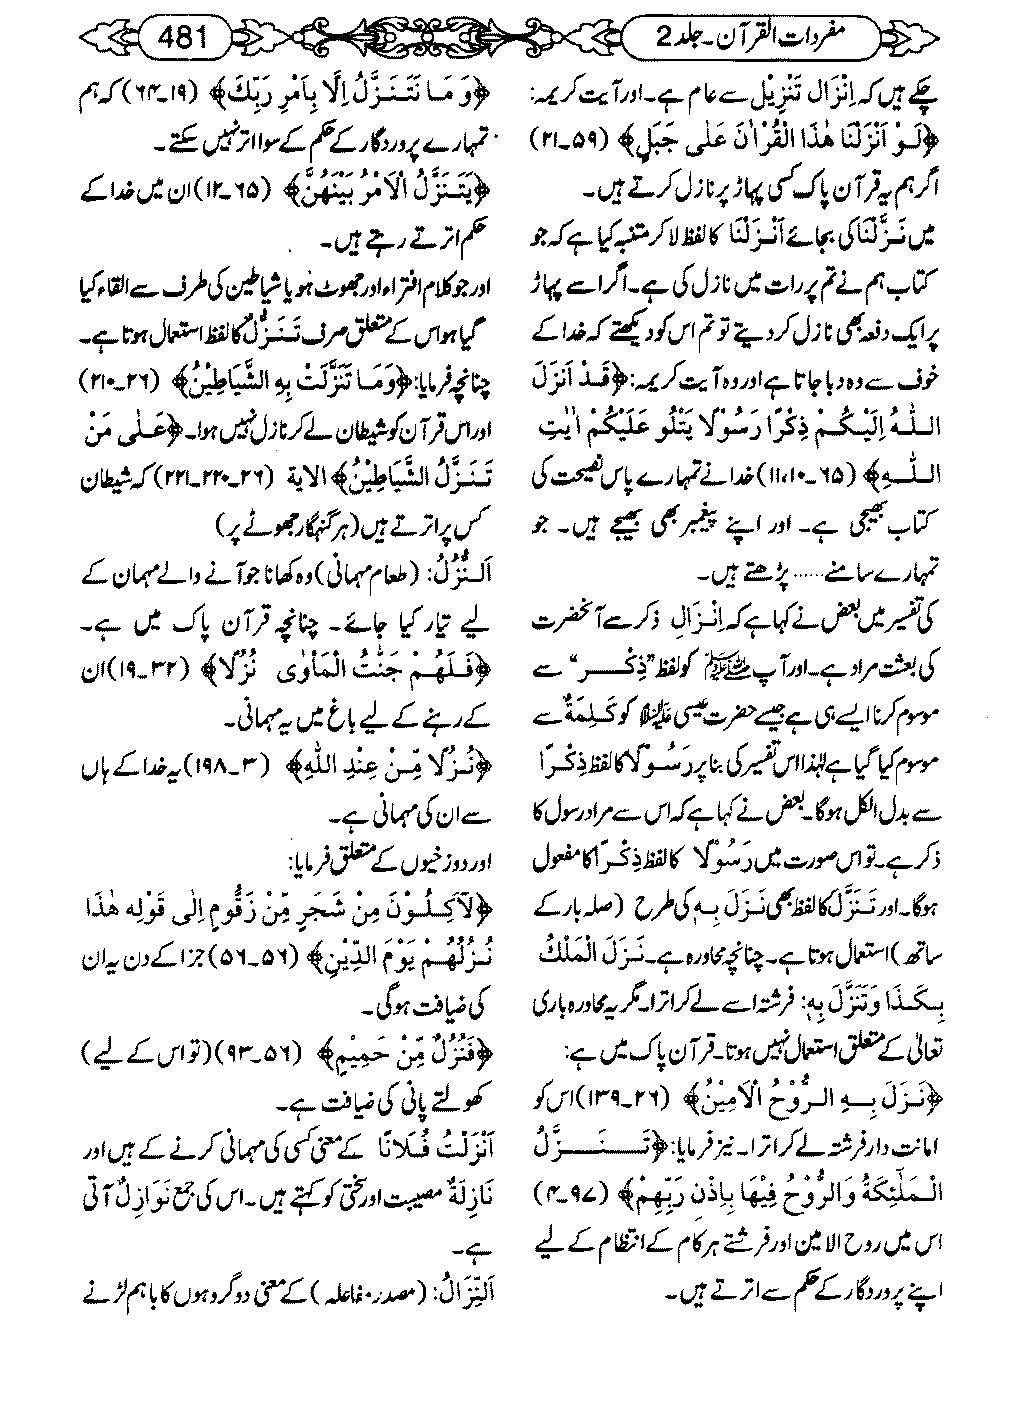 مفردات القرآن۔ جلد 2
481
چکے ہیں کہ اِنْزَال تَنْزِیل سے عام ہے۔ اور آیت کریمہ:
﴿لَوْ اَنْزَلْنَا هٰذَا الْقُرْاٰنَ عَلٰى جَبَلٍ﴾ (۵۹۔۲۱)
اگر ہم یہ قرآن پاک کسی پہاڑ پر نازل کرتے ہیں۔
میں نَزَّلْنَا کی بجائے اَنْزَلْنَا کا لفظ لا کر متنبہ کیا ہے کہ جو
کتاب ہم نے تم پر رات میں نازل کی ہے۔ اگر اسے پہاڑ
پر ایک دفعہ بھی نازل کر دیتے تو تم اس کو دیکھتے کہ خدا کے
خوف سے وہ دبا جاتا ہے اور وہ آیت کریمہ: ﴿قَدْ اَنْزَلَ
اللّٰهُ اِلَيْكُمْ ذِكْرًا رَسُوْلًا يَتْلُو عَلَيْكُمْ اٰيٰتِ
اللّٰهِ﴾ (۶۵۔۱۰،۱۱) خدا نے تمہارے پاس نصیحت کی
کتاب بھیجی ہے۔ اور اپنے پیغمبر بھی بھیجے ہیں۔ جو
تمہارے سامنے ..... پڑھتے ہیں۔
کی تفسیر میں بعض نے کہا ہے کہ اِنْزَالِ ذکر سے آنحضرت
کی بعثت مراد ہے۔ اور آپ ﷺ کو لفظ ”ذِكْر“ سے
موسوم کرنا ایسے ہی ہے جیسے حضرت عیسیٰ علیہ السلام کو كَلِمَةٌ سے
موسوم کیا گیا ہے لہٰذا اس تفسیر کی بنا پر رَسُوْلًا کا لفظ ذِكْرًا
سے بدل الکل ہوگا۔ بعض نے کہا ہے کہ اس سے مراد رسول کا
ذکر ہے۔ تو اس صورت میں رَسُوْلًا کا لفظ ذِكْرًا کا مفعول
ہوگا۔ اور تَنَزَّلَ کا لفظ بھی نَزَلَ بِهٖ کی طرح (صلہ بار کے
ساتھ) استعمال ہوتا ہے۔ چنانچہ محاورہ ہے۔ نَزَلَ الْمَلَكُ
بِكَذَا وَتَنَزَّلَ بِهٖ: فرشتہ اسے لے کر اترا۔ مگر یہ محاورہ باری
تعالیٰ کے متعلق استعمال نہیں ہوتا۔ قرآن پاک میں ہے:
﴿نَزَلَ بِهِ الرُّوْحُ الْاَمِيْنُ﴾ (۲۶۔۱۳۹) اس کو
امانت دار فرشتہ لے کر اترا۔ نیز فرمایا: ﴿تَنَزَّلُ
الْمَلٰٓئِكَةُ وَالرُّوْحُ فِيْهَا بِاِذْنِ رَبِّهِمْ﴾ (۹۷۔۴)
اس میں روح الامین اور فرشتے ہر کام کے انتظام کے لیے
اپنے پروردگار کے حکم سے اترتے ہیں۔
﴿وَمَا نَتَنَزَّلُ اِلَّا بِاَمْرِ رَبِّكَ﴾ (۱۹۔۶۴) کہ ہم
تمہارے پروردگار کے حکم کے سوا اتر نہیں سکتے۔
﴿يَتَنَزَّلُ الْاَمْرُ بَيْنَهُنَّ﴾ (۶۵۔۱۲) ان میں خدا کے
حکم اترتے رہتے ہیں۔
اور جو کلام افتراء اور جھوٹ ہو یا شیاطین کی طرف سے القاء کیا
گیا ہو اس کے متعلق صرف تَنَزُّلٌ کا لفظ استعمال ہوتا ہے۔
چنانچہ فرمایا: ﴿وَمَا تَنَزَّلَتْ بِهِ الشَّيَاطِيْنُ﴾ (۲۶۔۲۱۰)
اور اس قرآن کو شیطان لے کر نازل نہیں ہوا۔ ﴿عَلٰى مَنْ
تَنَزَّلُ الشَّيَاطِيْنُ﴾ الاية (۲۶۔۲۲۰۔۲۲۱) کہ شیطان
کس پر اترتے ہیں (ہر گنہگار جھوٹے پر)
اَلنُّزُلُ: (طعام مہمانی) وہ کھانا جو آنے والے مہمان کے
لیے تیار کیا جائے۔ چنانچہ قرآن پاک میں ہے۔
﴿فَلَهُمْ جَنّٰتُ الْمَاْوٰى نُزُلًا﴾ (۳۲۔۱۹) ان
کے رہنے کے لیے باغ میں یہ مہمانی۔
﴿نُزُلًا مِّنْ عِنْدِ اللّٰهِ﴾ (۳۔۱۹۸) یہ خدا کے ہاں
سے ان کی مہمانی ہے۔
اور دوزخیوں کے متعلق فرمایا:
﴿لَاٰكِلُوْنَ مِنْ شَجَرٍ مِّنْ زَقُّوْمٍ اِلٰى قَوْلِه هٰذَا
نُزُلُهُمْ يَوْمَ الدِّيْنِ﴾ (۵۶۔۵۶) جزا کے دن یہ ان
کی ضیافت ہوگی۔
﴿فَنُزُلٌ مِّنْ حَمِيْمٍ﴾ (۵۶۔۹۳) (تو اس کے لیے)
کھولتے پانی کی ضیافت ہے۔
اَنْزَلْتُ فُلَانًا کے معنی کسی کی مہمانی کرنے کے ہیں اور
نَازِلَةٌ مصیبت اور سختی کو کہتے ہیں۔ اس کی جمع نَوَازِلُ آتی
ہے۔
اَلنِّزَالُ: (مصدر۔ مفاعلہ) کے معنی دو گروہوں کا باہم لڑنے